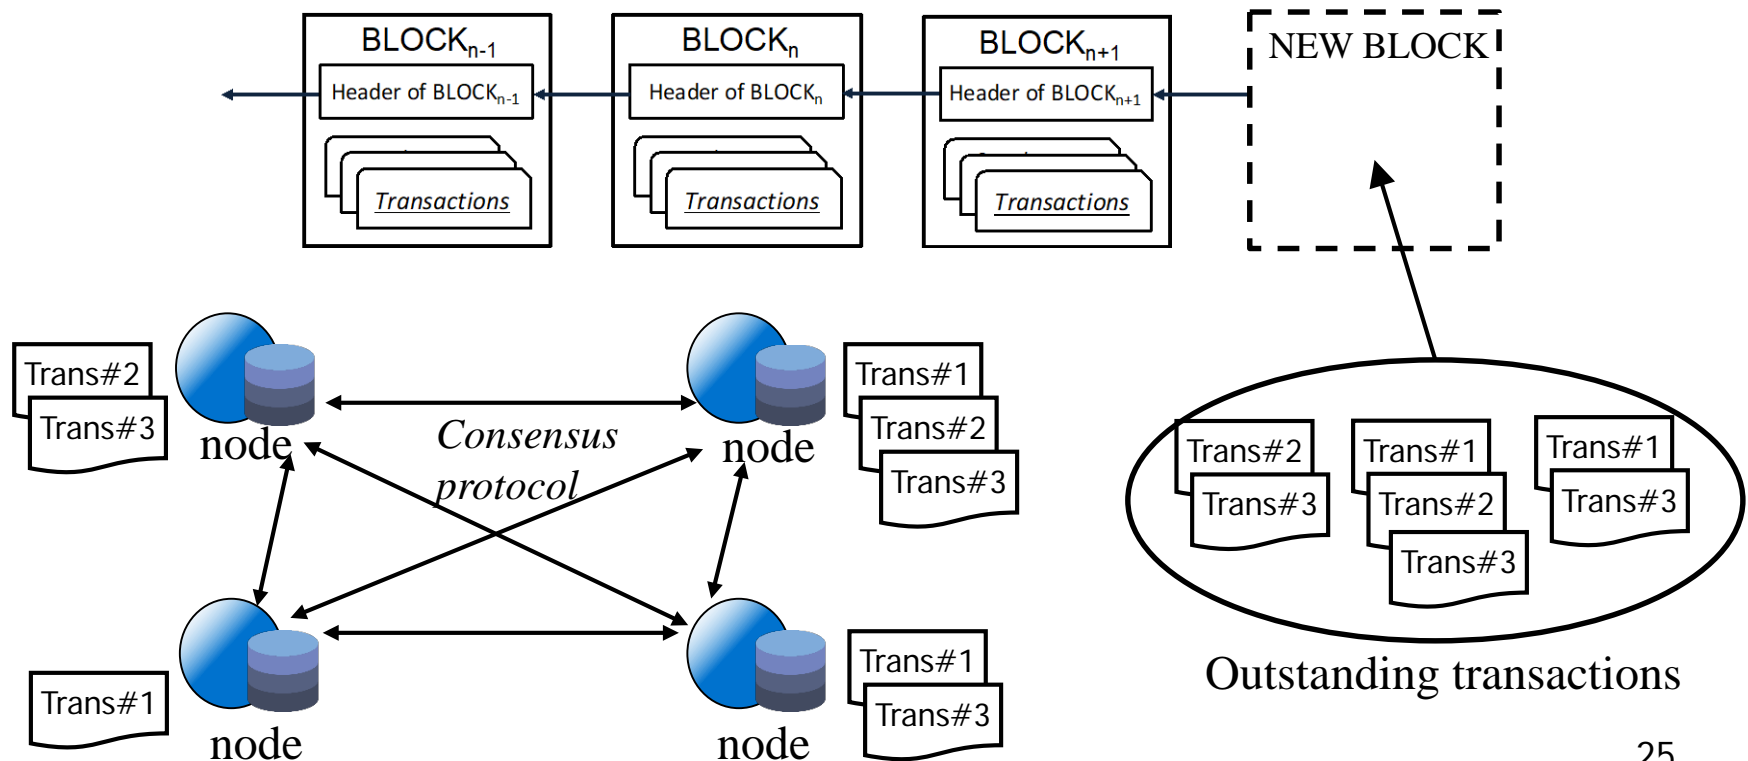 BLOCKn-1
Header of BLOCKn-1
Transactions
BLOCKn
Header of BLOCKn
Transactions
BLOCKn+1
Header of BLOCKn+1
Transactions
NEW BLOCK
Trans#2
Trans#3
node
Consensus
protocol
node
Trans#1
Trans#2
Trans#3
Trans#1
node
node
Trans#1
Trans#3
Trans#2
Trans#3
Trans#1
Trans#2
Trans#3
Trans#1
Trans#3
Outstanding transactions
25